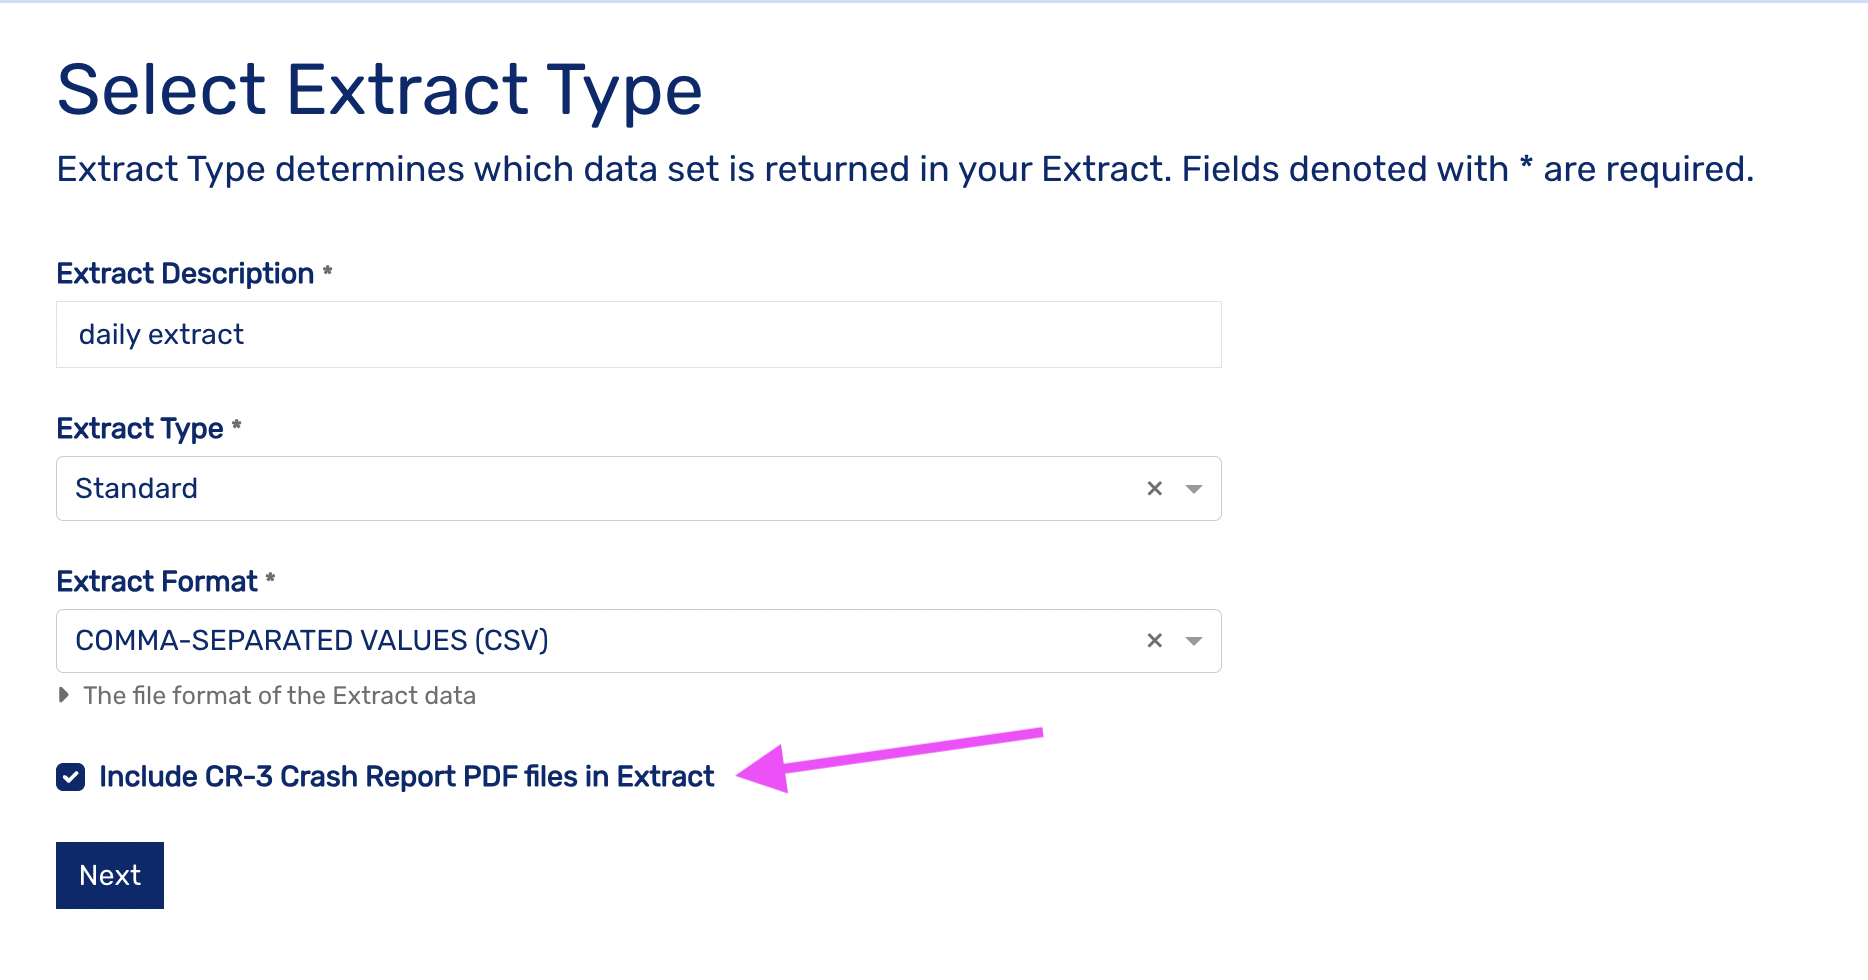 Select Extract Type
Extract Type determines which data set is returned in your Extract. Fields denoted with * are required.
Extract Description *
daily extract
Extract Type *
Standard
Extract Format *
COMMA-SEPARATED VALUES (CSV)
The file format of the Extract data
Include CR-3 Crash Report PDF files in Extract
Next